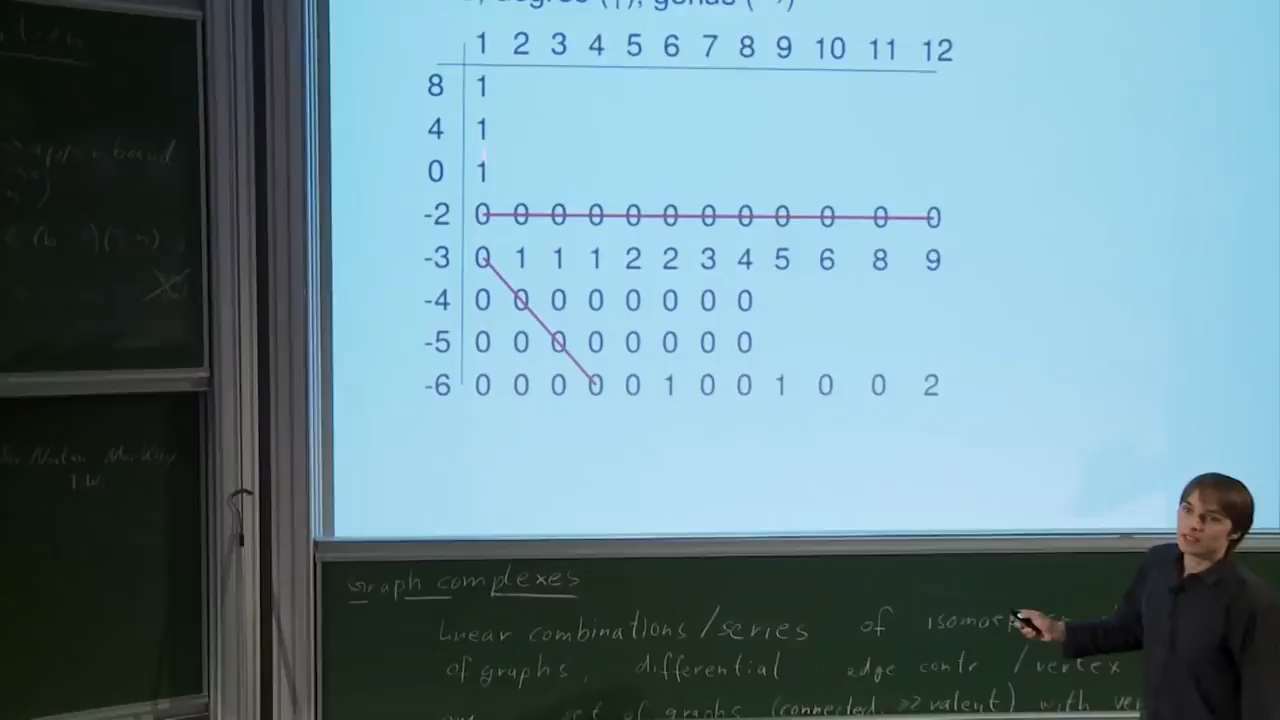 degree (↑), genus
1 2 3 4 5 6 7 8 9 10 11 12
8 1
4 1
0 1
-2 0 0 0 0 0 0 0 0 0 0 0 0
-3 0 1 1 1 2 2 3 4 5 6 8 9
-4 0 0 0 0 0 0 0 0
-5 0 0 0 0 0 0 0 0
-6 0 0 0 0 0 1 0 0 1 0 0 2
upper bound
T.W.
Graph complexes
linear combinations/series of
of graphs, differential edge contr /vertex
set of graphs (connected, ≥2 valent) with